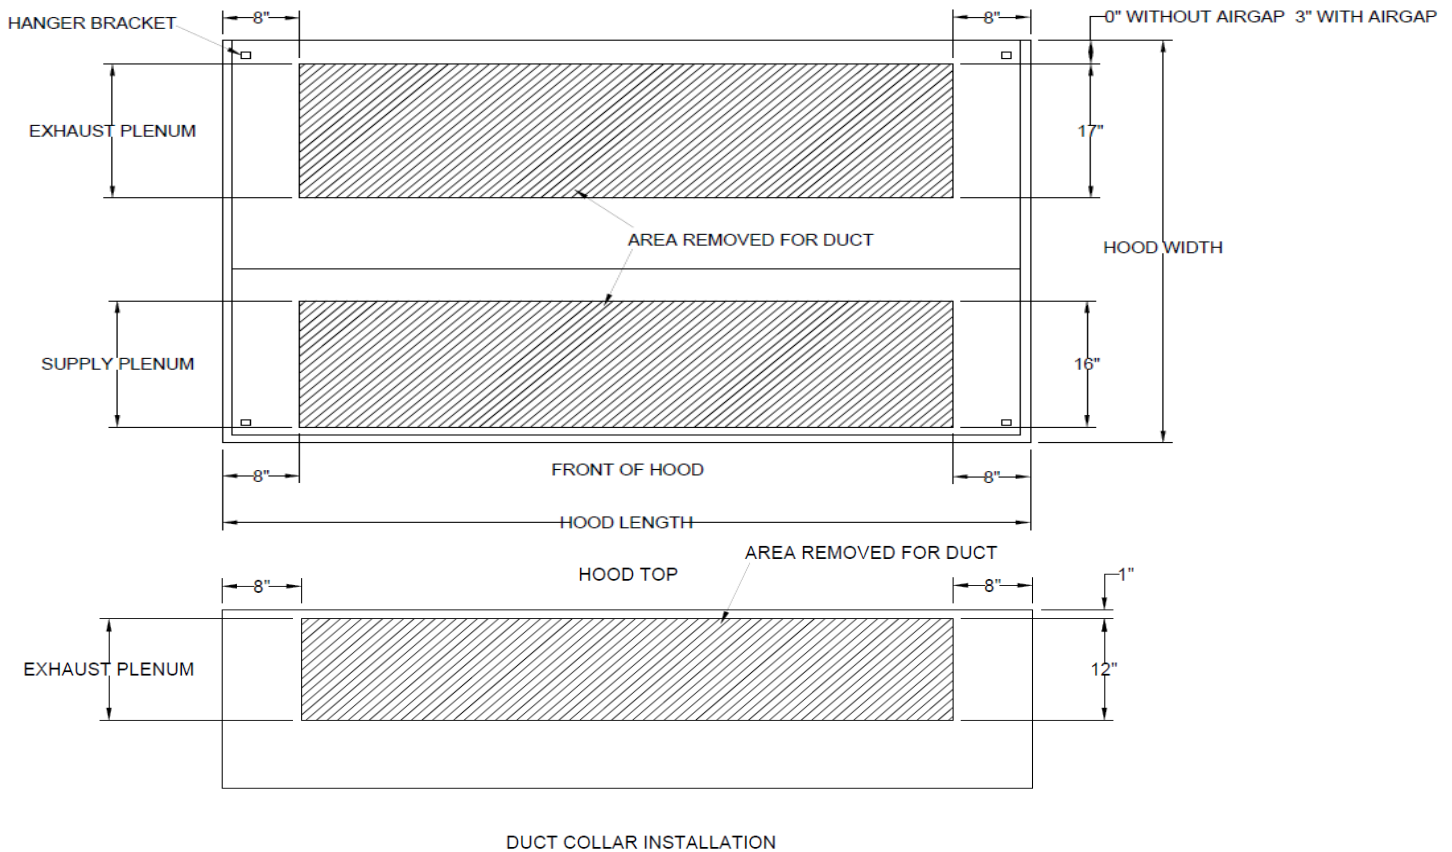 8"
8"
0" WITHOUT AIRGAP 3" WITH AIRGAP
HANGER BRACKET
EXHAUST PLENUM
17"
AREA REMOVED FOR DUCT
HOOD WIDTH
SUPPLY PLENUM
16"
FRONT OF HOOD
8"
8"
HOOD LENGTH
AREA REMOVED FOR DUCT
HOOD TOP
8"
8"
1"
EXHAUST PLENUM
12"
DUCT COLLAR INSTALLATION